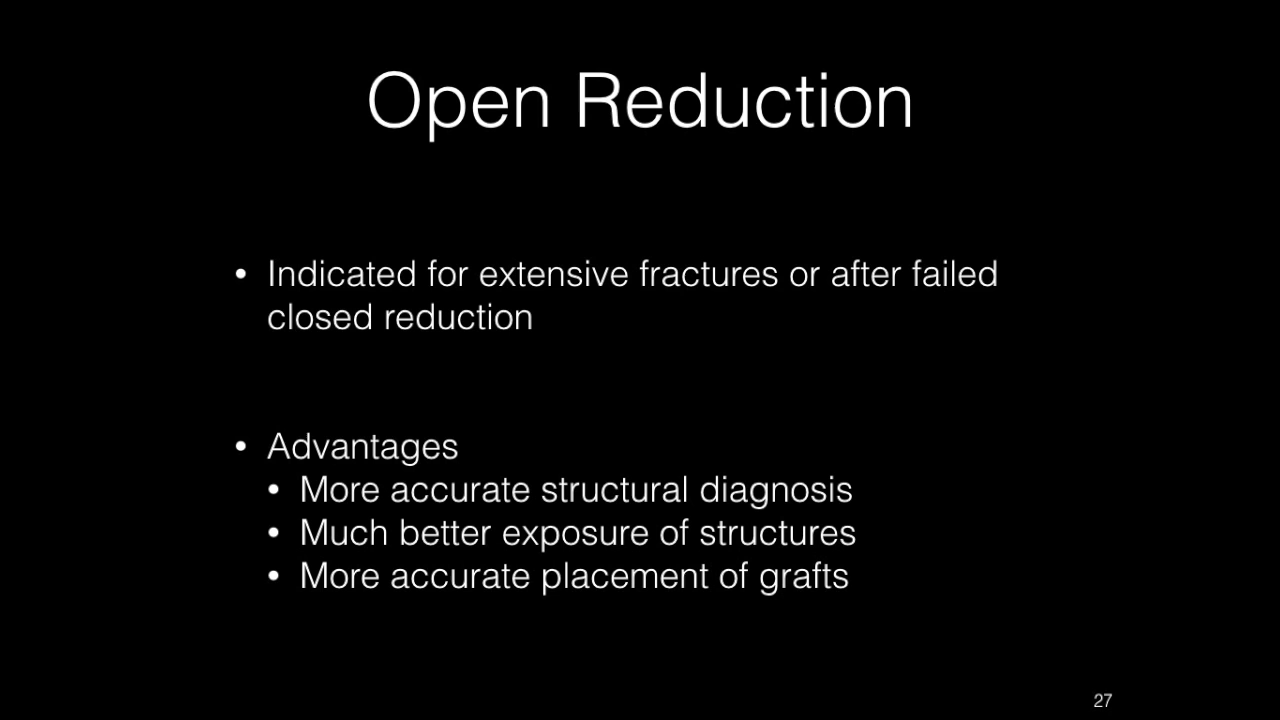 Open Reduction
• Indicated for extensive fractures or after failed
closed reduction
• Advantages
• More accurate structural diagnosis
• Much better exposure of structures
• More accurate placement of grafts
27